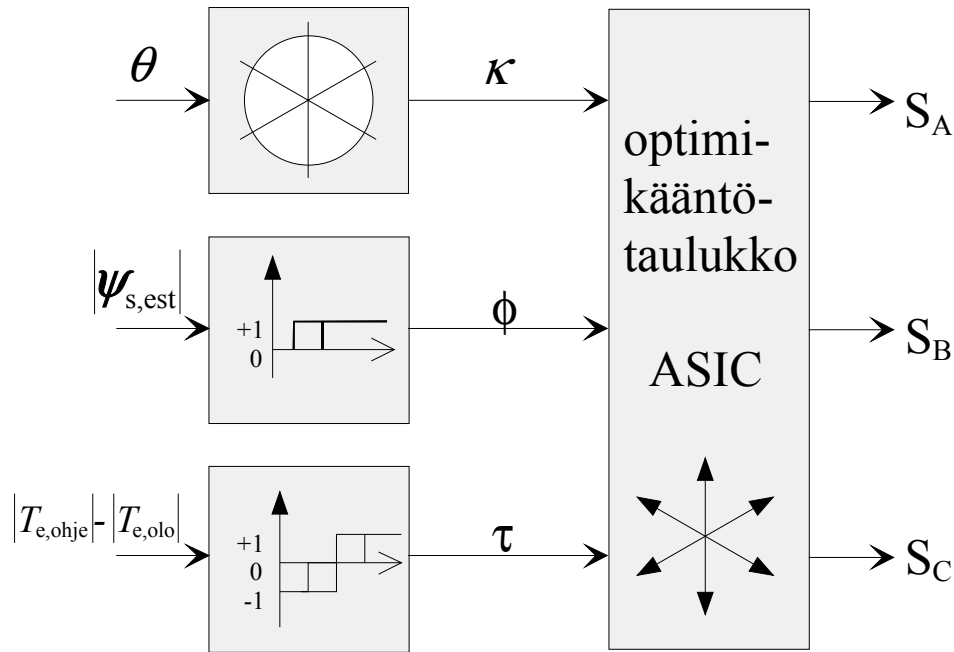 θ
κ
S_A
optimi-
kääntö-
taulukko
|ψ_s,est|
+1
0
ϕ
S_B
ASIC
|T_e,ohje|-|T_e,olo|
+1
0
-1
τ
S_C